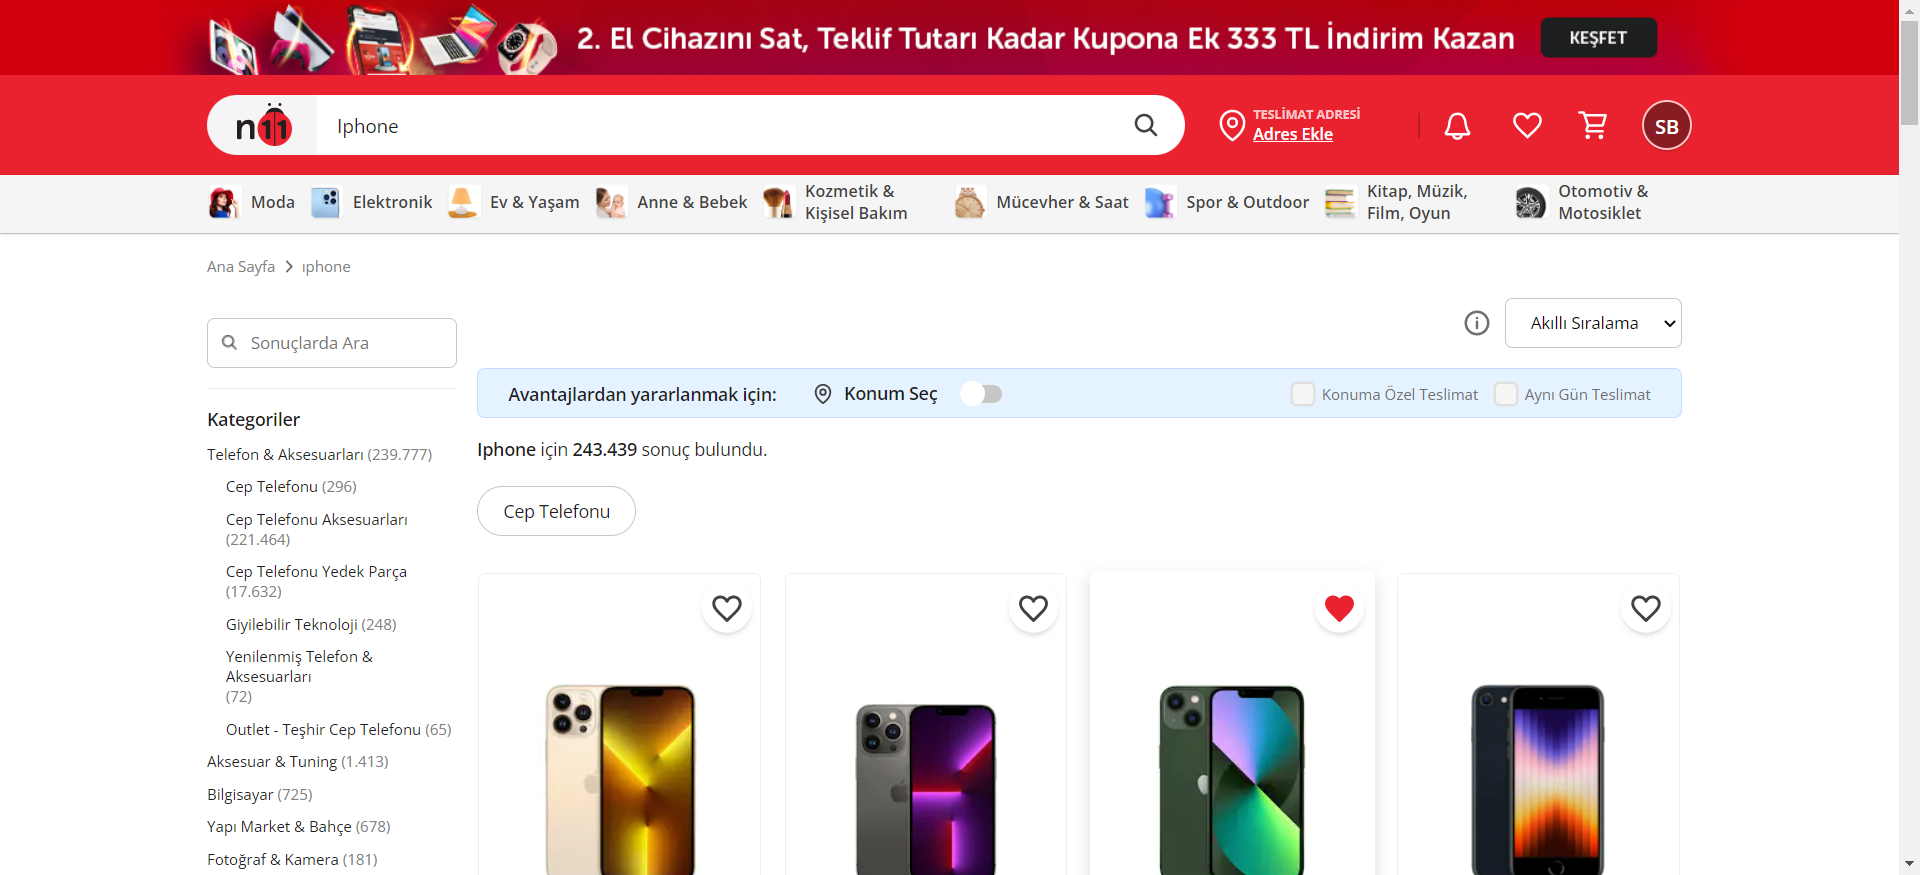 2. El Cihazını Sat, Teklif Tutarı Kadar Kupona Ek 333 TL İndirim Kazan
KEŞFET
n11
Iphone
TESLİMAT ADRESİ
Adres Ekle
SB
Moda
Elektronik
Ev & Yaşam
Anne & Bebek
Kozmetik &
Kişisel Bakım
Mücevher & Saat
Spor & Outdoor
Kitap, Müzik,
Film, Oyun
Otomotiv &
Motosiklet
Ana Sayfa
ıphone
Akıllı Sıralama
Sonuçlarda Ara
Avantajlardan yararlanmak için:
Konum Seç
Konuma Özel Teslimat
Aynı Gün Teslimat
Kategoriler
Telefon & Aksesuarları (239.777)
Cep Telefonu (296)
Cep Telefonu Aksesuarları
(221.464)
Cep Telefonu Yedek Parça
(17.632)
Giyilebilir Teknoloji (248)
Yenilenmiş Telefon &
Aksesuarları
(72)
Outlet - Teşhir Cep Telefonu (65)
Aksesuar & Tuning (1.413)
Bilgisayar (725)
Yapı Market & Bahçe (678)
Fotoğraf & Kamera (181)
Iphone için 243.439 sonuç bulundu.
Cep Telefonu